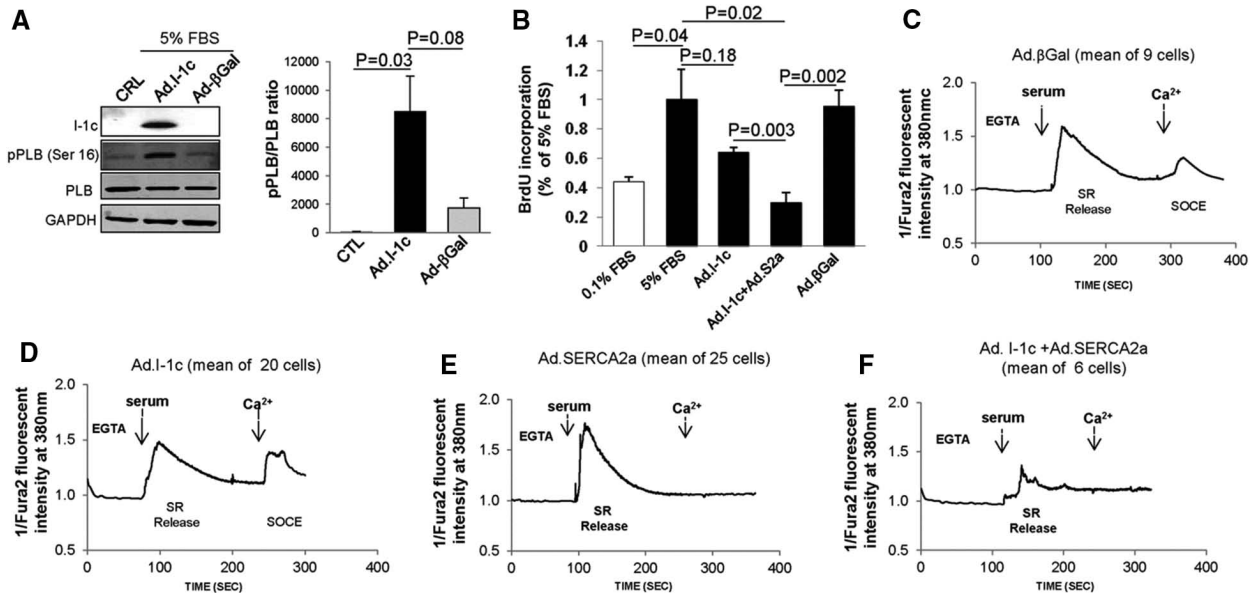 A
5% FBS
CRL
Ad.I-1c
Ad-βGal
I-1c
pPLB (Ser 16)
PLB
GAPDH
P=0.08
P=0.03
pPLB/PLB ratio
12000
10000
8000
6000
4000
2000
0
CTL
Ad.I-1c
Ad-βGal
B
P=0.02
P=0.04
P=0.18
P=0.002
P=0.003
BrdU incorporation
(% of 5% FBS)
1.4
1.2
1
0.8
0.6
0.4
0.2
0
0.1% FBS
5% FBS
Ad.I-1c
Ad.I-1c+Ad.S2a
Ad.βGal
C
Ad.βGal (mean of 9 cells)
1/Fura2 fluorescent
intensity at 380nmc
2.0
1.5
1.0
0.5
serum
Ca²⁺
EGTA
SR
Release
SOCE
0
100
200
300
400
TIME (SEC)
D
Ad.I-1c (mean of 20 cells)
1/Fura2 fluorescent
intensity at 380nm
2.0
1.5
1.0
0.5
serum
Ca²⁺
EGTA
SR
Release
SOCE
0
100
200
300
400
TIME (SEC)
E
Ad.SERCA2a (mean of 25 cells)
1/Fura2 fluorescent
intensity at 380nm
2.0
1.5
1.0
0.5
serum
Ca²⁺
EGTA
SR
Release
0
100
200
300
400
TIME (SEC)
F
Ad. I-1c +Ad.SERCA2a
(mean of 6 cells)
1/Fura2 fluorescent
intensity at 380nm
2.0
1.5
1.0
0.5
serum
Ca²⁺
EGTA
SR
Release
0
100
200
300
400
TIME (SEC)